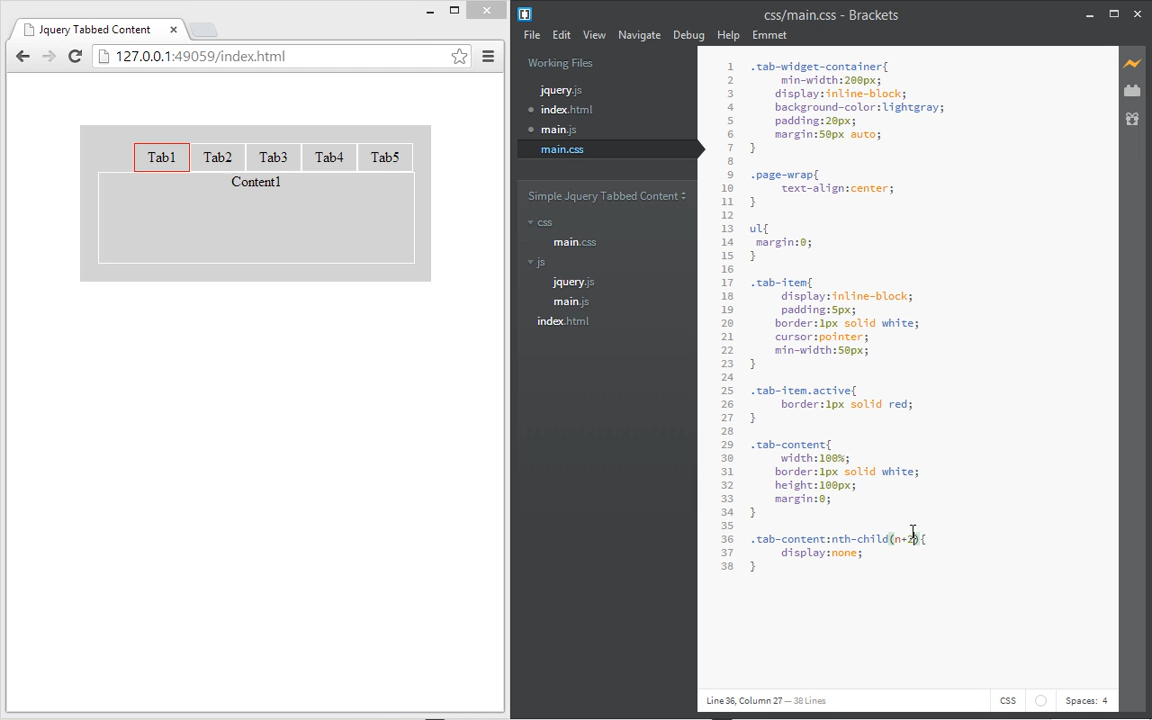 Jquery Tabbed Content
127.0.0.1:49059/index.html
Tab1 Tab2 Tab3 Tab4 Tab5
Content1
css/main.css - Brackets
File Edit View Navigate Debug Help Emmet
Working Files
jquery.js
index.html
main.js
main.css
Simple Jquery Tabbed Content
css
main.css
js
jquery.js
main.js
index.html
1 .tab-widget-container{
2 min-width:200px;
3 display:inline-block;
4 background-color:lightgray;
5 padding:20px;
6 margin:50px auto;
7 }
8
9 .page-wrap{
10 text-align:center;
11 }
12
13 ul{
14 margin:0;
15 }
16
17 .tab-item{
18 display:inline-block;
19 padding:5px;
20 border:1px solid white;
21 cursor:pointer;
22 min-width:50px;
23 }
24
25 .tab-item.active{
26 border:1px solid red;
27 }
28
29 .tab-content{
30 width:100%;
31 border:1px solid white;
32 height:100px;
33 margin:0;
34 }
35
36 .tab-content:nth-child(n+2){
37 display:none;
38 }
Line 36, Column 27 — 38 Lines
CSS
Spaces: 4